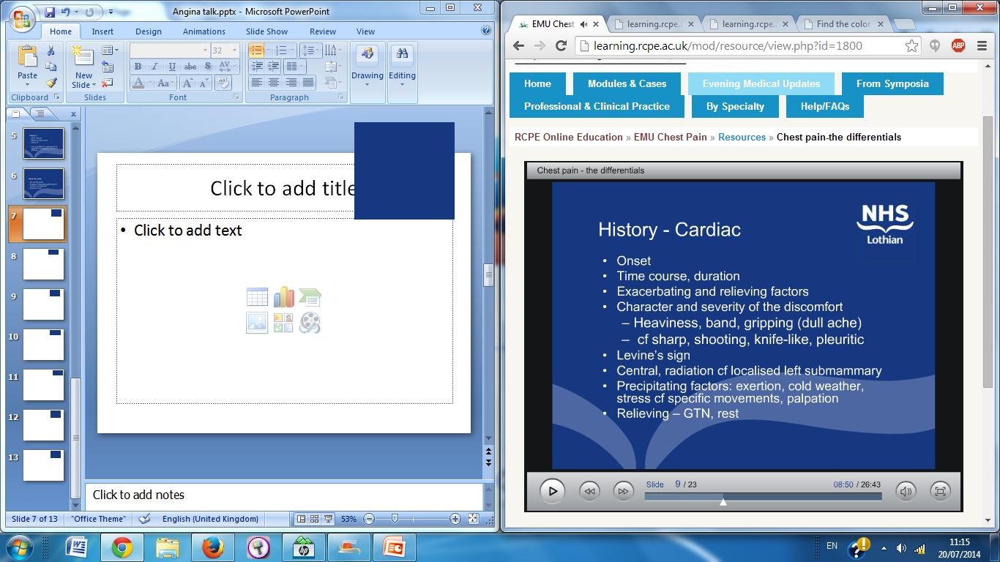 Angina talk.pptx - Microsoft PowerPoint
Home Insert Design Animations Slide Show Review View
Paste
New Slide
32
B I U abc S AV
A Aa A A
Drawing
Editing
Clipboard Slides Font Paragraph
5
6
7
8
9
10
11
12
13
Click to add title
• Click to add text
Click to add notes
Slide 7 of 13 "Office Theme" English (United Kingdom) 53%
EMU Chest
learning.rcpe.
learning.rcpe.
Find the color
learning.rcpe.ac.uk/mod/resource/view.php?id=1800
ABP
Home Modules & Cases Evening Medical Updates From Symposia
Professional & Clinical Practice By Specialty Help/FAQs
RCPE Online Education » EMU Chest Pain » Resources » Chest pain-the differentials
Chest pain - the differentials
NHS
Lothian
History - Cardiac
• Onset
• Time course, duration
• Exacerbating and relieving factors
• Character and severity of the discomfort
– Heaviness, band, gripping (dull ache)
– cf sharp, shooting, knife-like, pleuritic
• Levine's sign
• Central, radiation cf localised left submammary
• Precipitating factors: exertion, cold weather,
stress cf specific movements, palpation
• Relieving – GTN, rest
Slide 9 / 23 08:50 / 26:43
EN
11:15
20/07/2014